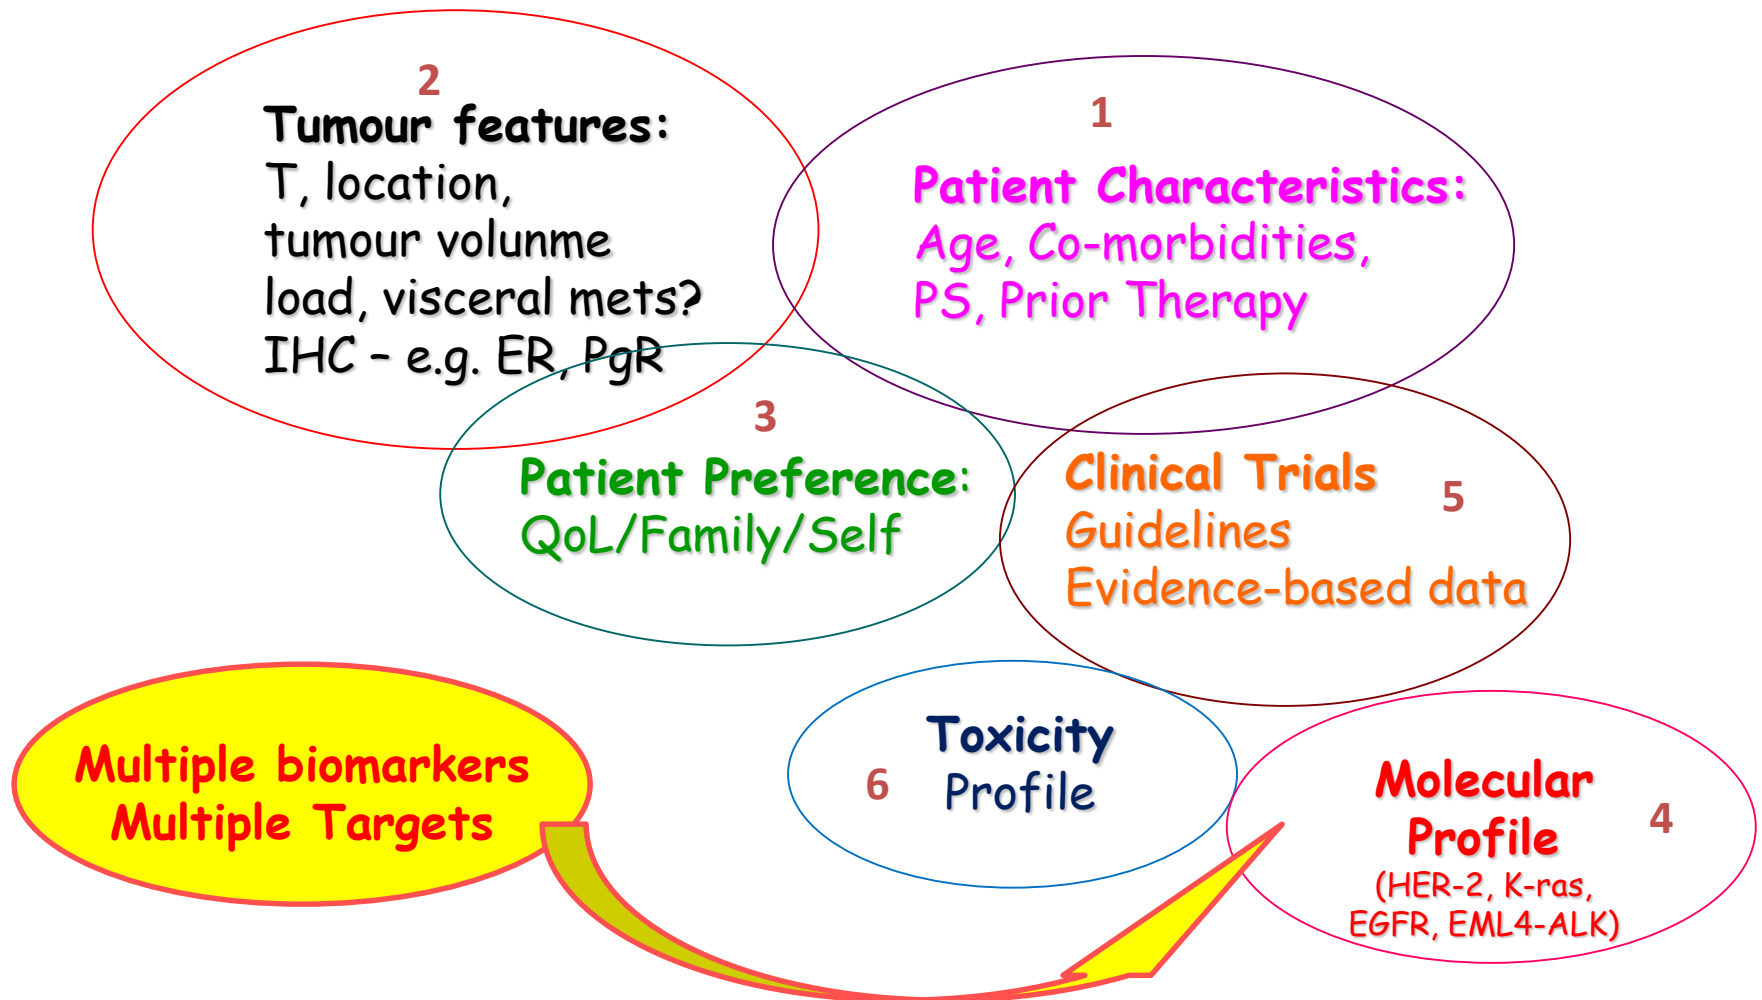 2
Tumour features:
T, location,
tumour volunme
load, visceral mets?
IHC – e.g. ER, PgR
1
Patient Characteristics:
Age, Co-morbidities,
PS, Prior Therapy
3
Patient Preference:
QoL/Family/Self
Clinical Trials
5
Guidelines
Evidence-based data
Multiple biomarkers
Multiple Targets
Toxicity
6
Profile
Molecular
Profile
4
(HER-2, K-ras,
EGFR, EML4-ALK)